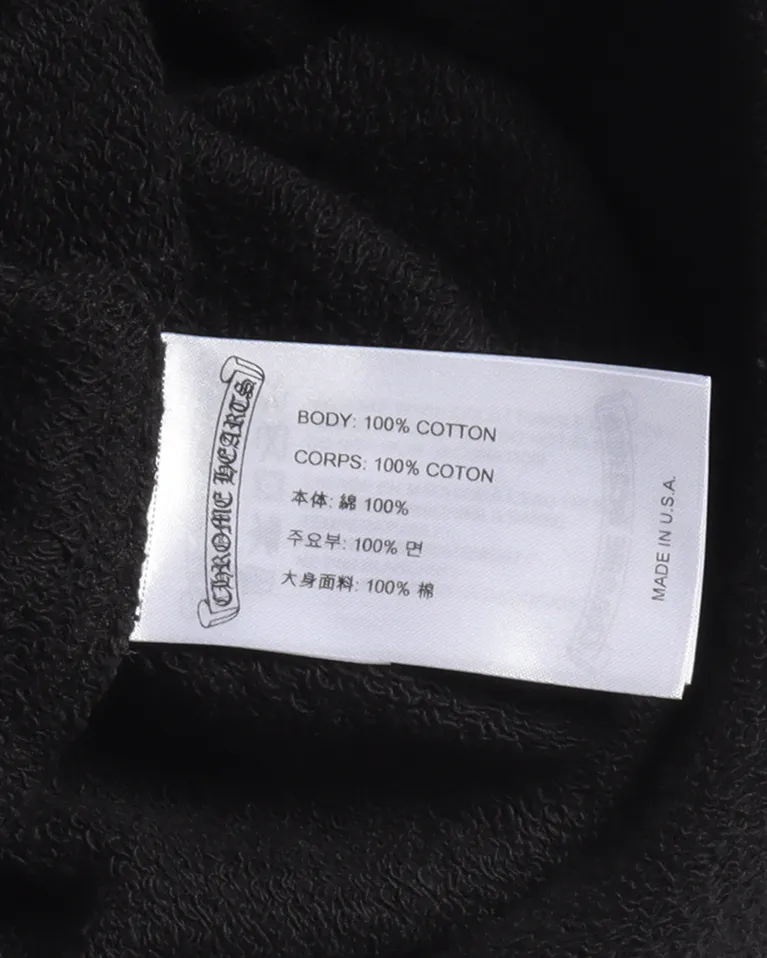 CHROME HEARTS
BODY: 100% COTTON
CORPS: 100% COTON
本体: 綿 100%
주요부: 100% 면
大身面料: 100% 棉
MADE IN U.S.A.